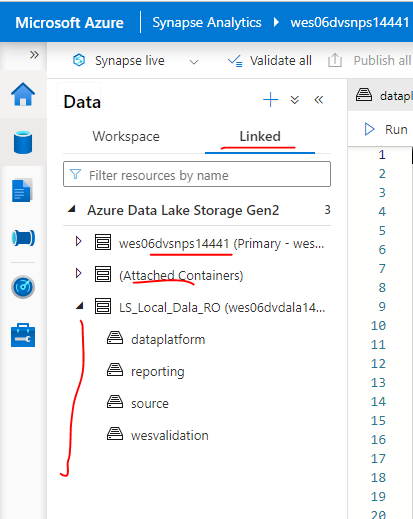 Microsoft Azure Synapse Analytics wes06dvsnps14441
Synapse live Validate all Publish all
Data
Workspace Linked
Filter resources by name
Azure Data Lake Storage Gen2 3
wes06dvsnps14441 (Primary - wes...
(Attached Containers)
LS_Local_Dala_RO (wes06dvdala14...
dataplatform
reporting
source
wesvalidation
datapl
Run
1
2
3
4
5
6
7
8
9
10
11
12
13
14
15
16
17
18
19
20